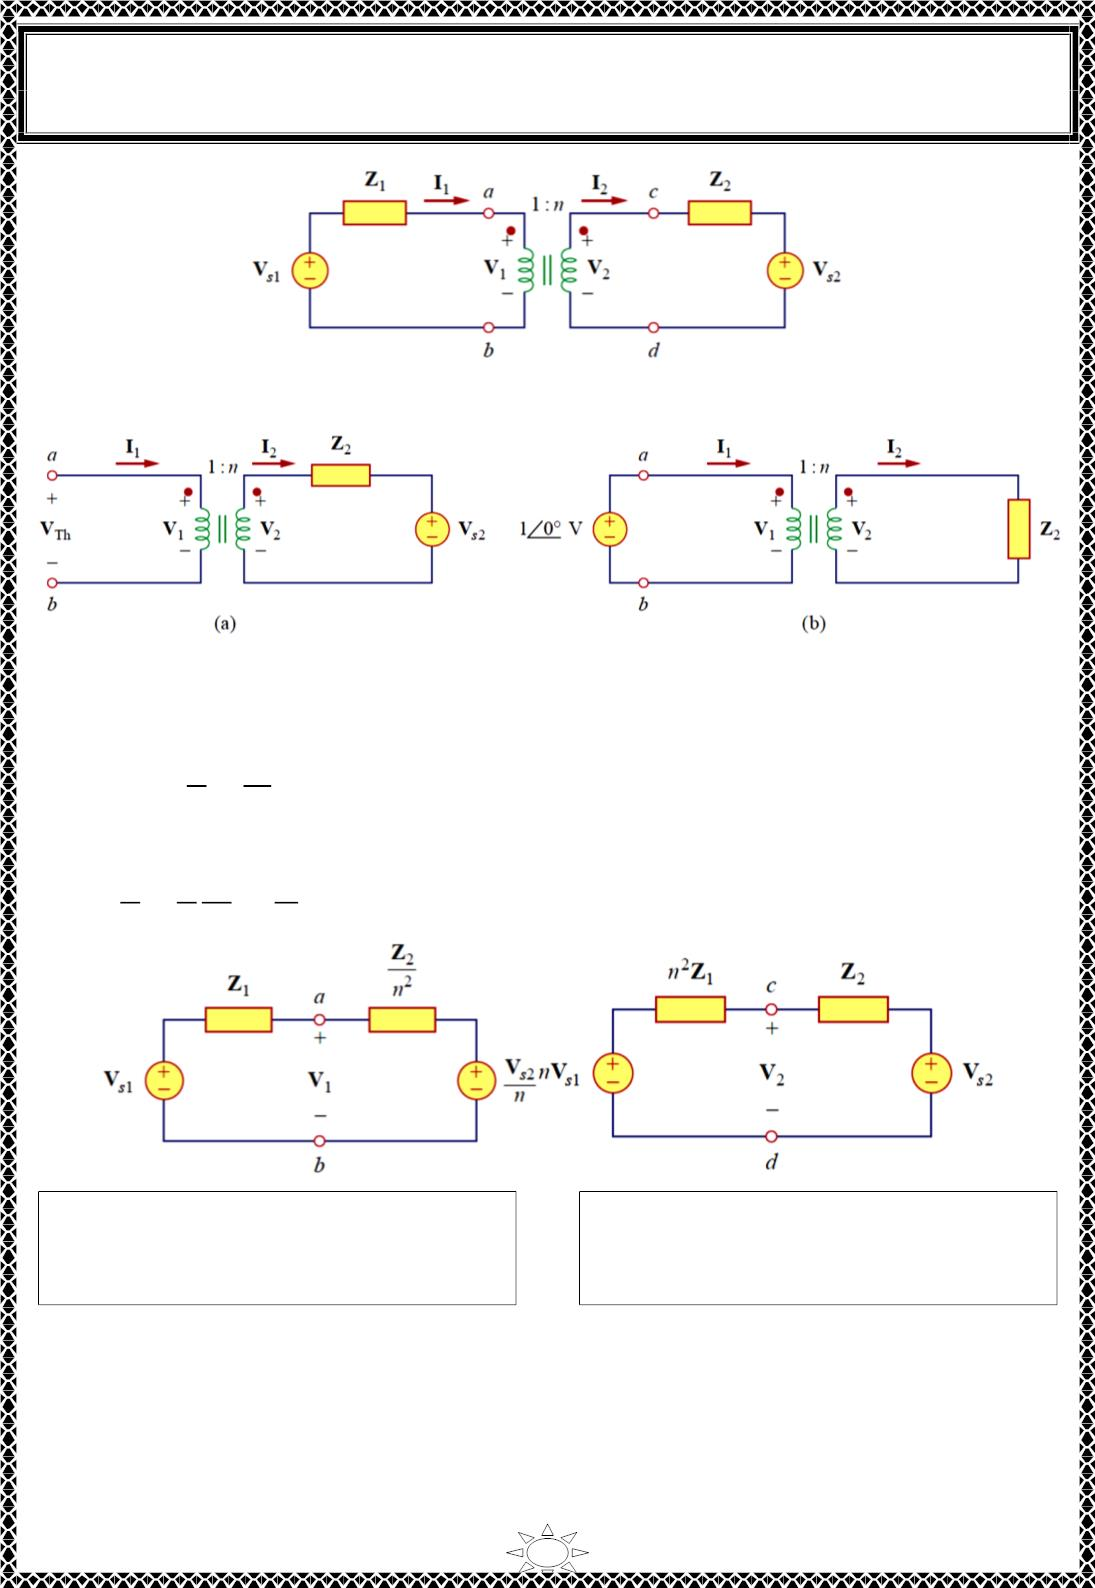 Z₁ I₁ a 1 : n I₂ c Z₂
+ +
Vs1 + − V₁ V₂ + − Vs2
− −
b d
a I₁ 1 : n I₂ Z₂
+ + +
VTh V₁ V₂ + − Vs2
− − −
b
(a)
a I₁ 1 : n I₂
+ +
1∠0° V + − V₁ V₂ Z₂
− −
b
(b)
Z₁ a Z₂/n²
+
Vs1 + − V₁ + − Vs2/n
−
b
n²Z₁ c Z₂
+
nVs1 + − V₂ + − Vs2
−
d